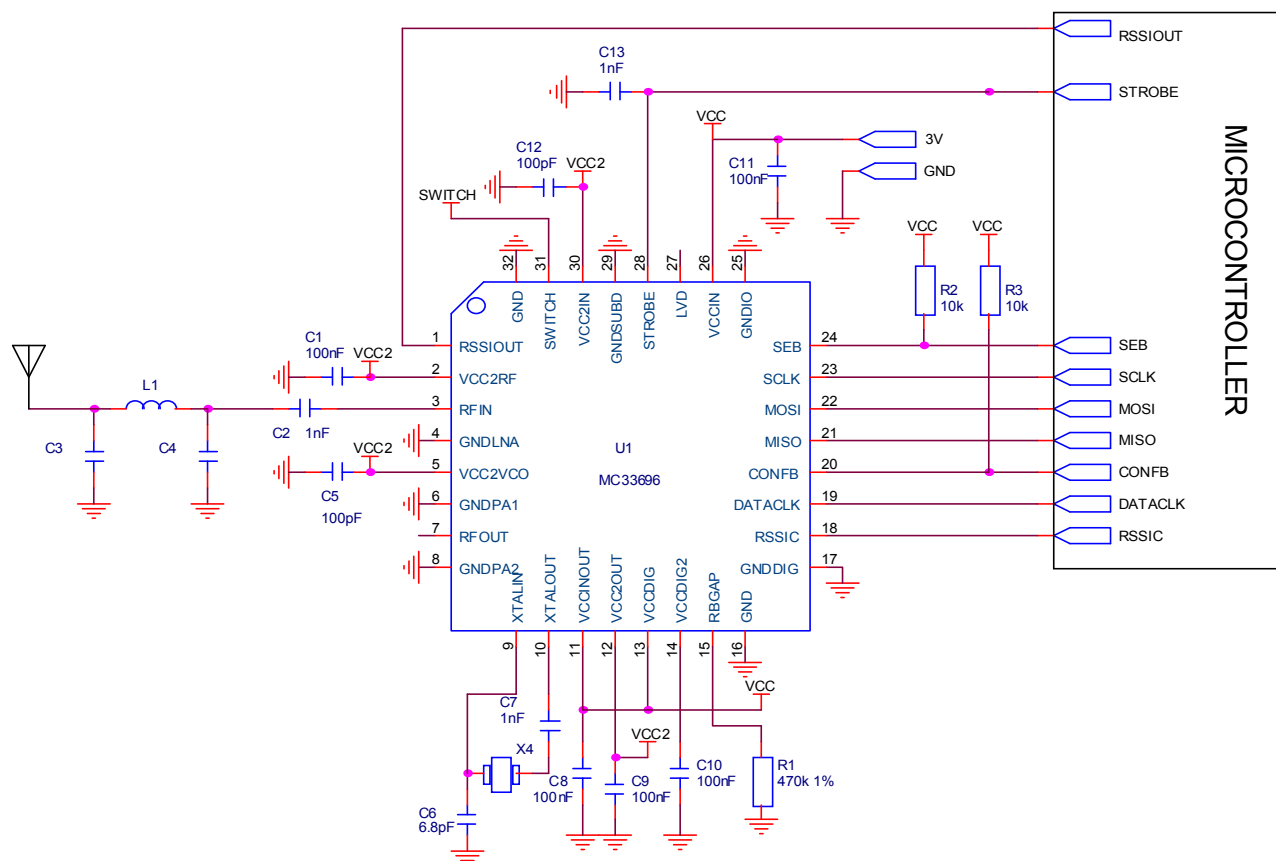 RSSIOUT
C13
1nF
STROBE
VCC
3V
C12
100pF
VCC2
C11
100nF
GND
SWITCH
VCC
VCC
32
31
30
29
28
27
26
25
R2
10k
R3
10k
MICROCONTROLLER
GND
SWITCH
VCC2IN
GNDSUBD
STROBE
LVD
VCCIN
GNDIO
C1
100nF
VCC2
1
RSSIOUT
SEB
24
SEB
2
VCC2RF
SCLK
23
SCLK
L1
3
RFIN
MOSI
22
MOSI
C2
1nF
C3
C4
4
GNDLNA
U1
MISO
21
MISO
VCC2
5
VCC2VCO
MC33696
CONFB
20
CONFB
C5
100pF
6
GNDPA1
DATACLK
19
DATACLK
7
RFOUT
RSSIC
18
RSSIC
8
GNDPA2
GNDDIG
17
XTALIN
XTALOUT
VCCINOUT
VCC2OUT
VCCDIG
VCCDIG2
RBGAP
GND
9
10
11
12
13
14
15
16
C7
1nF
VCC
VCC2
X4
C8
100nF
C9
100nF
C10
100nF
R1
470k 1%
C6
6.8pF